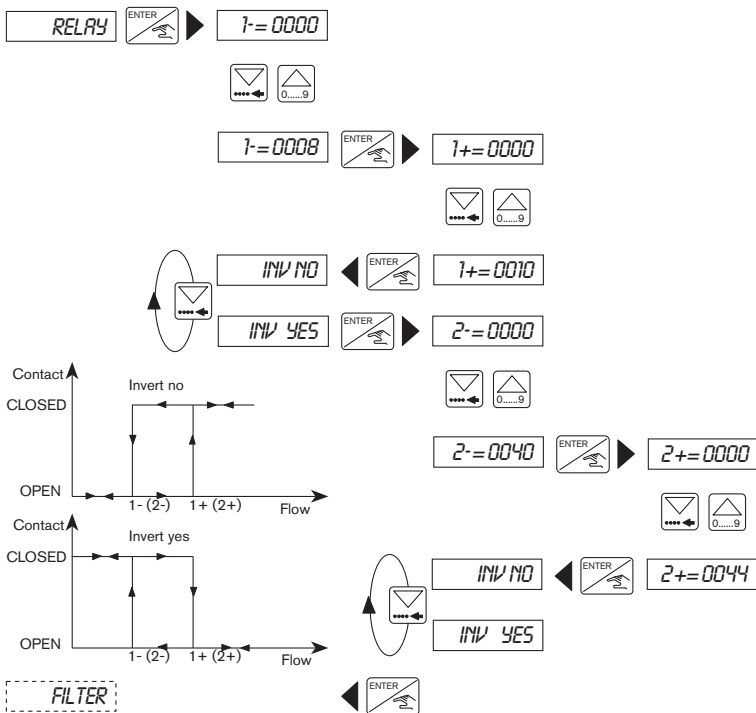 RELAY ENTER 1-=0000
0......9
1-=0008 ENTER 1+=0000
0......9
INV NO ENTER 1+=0010
INV YES ENTER 2-=0000
0......9
Contact
Invert no
CLOSED
OPEN
1- (2-) 1+ (2+) Flow
2-=0040 ENTER 2+=0000
0......9
Contact
Invert yes
CLOSED
OPEN
1- (2-) 1+ (2+) Flow
INV NO ENTER 2+=0044
INV YES
FILTER ENTER